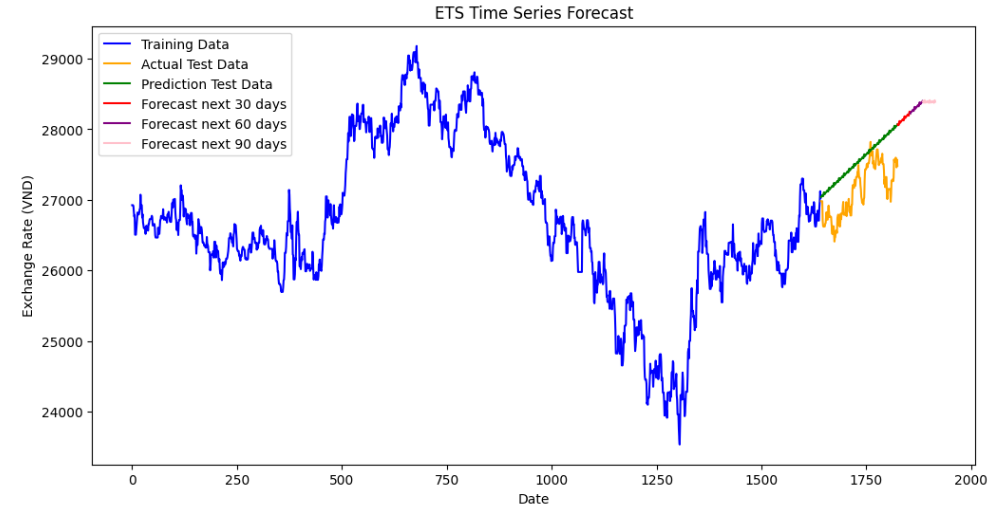 ETS Time Series Forecast
Training Data
Actual Test Data
Prediction Test Data
Forecast next 30 days
Forecast next 60 days
Forecast next 90 days
29000
28000
27000
26000
25000
24000
Exchange Rate (VND)
0 250 500 750 1000 1250 1500 1750 2000
Date